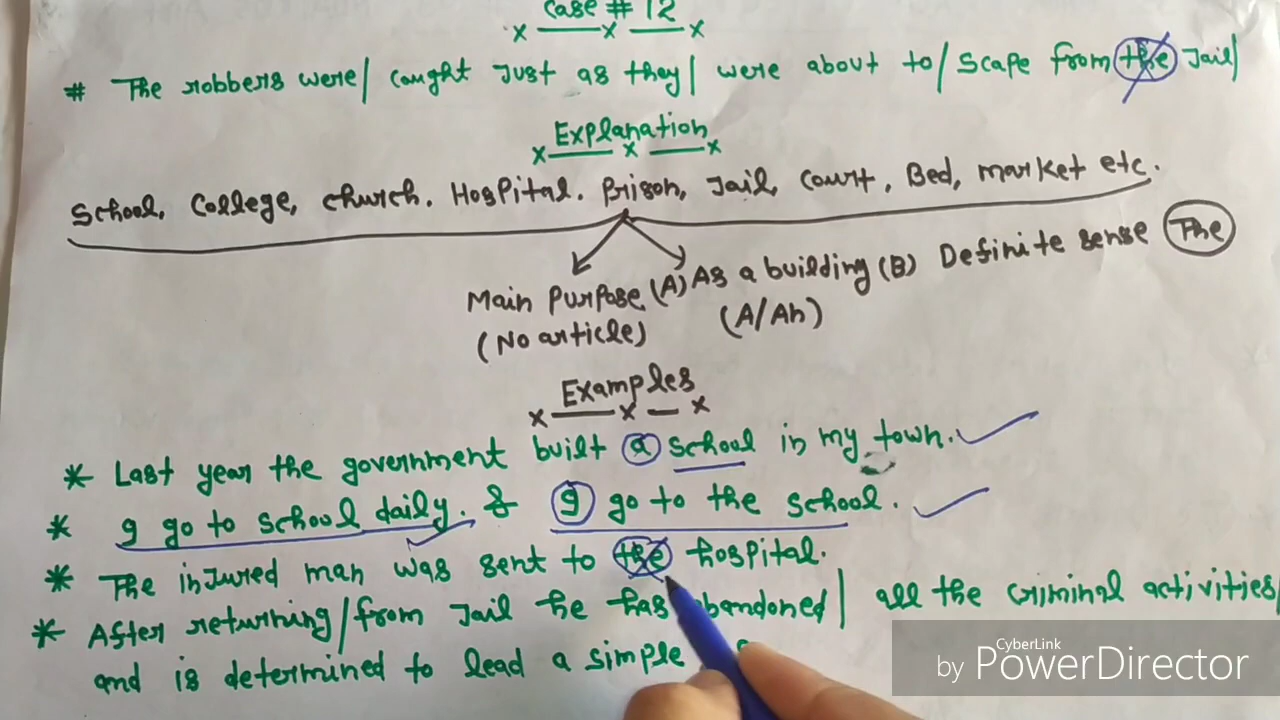 Case # 12
# The robbers were/ caught Just as they/ were about to/ scape from the Jail/
Explanation
School, College, church. Hospital. Prison, Jail, Court, Bed, market etc.
Main Purpose (A) As a building (B) Definite sense The
(No article) (A/An)
Examples
* Last year the government built a school in my town.
* I go to school daily. & I go to the school.
* The injured man was sent to the hospital.
* After returning/from Jail he has abandoned/ all the criminal activities/
and is determined to lead a simple
CyberLink
by PowerDirector